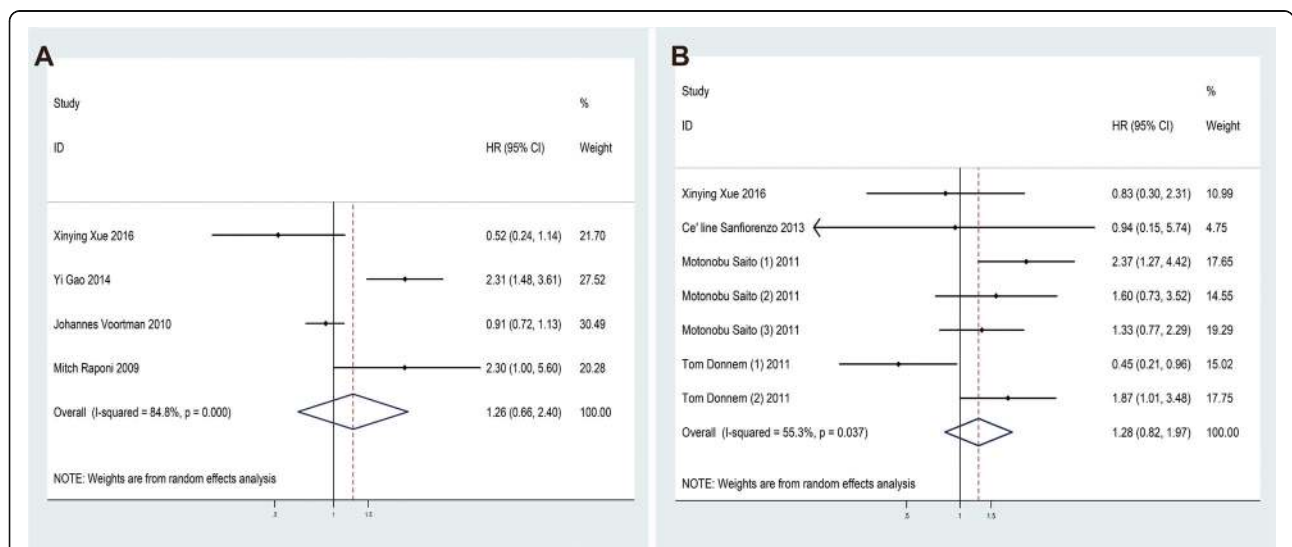 A
Study %
ID HR (95% CI) Weight
Xinying Xue 2016 0.52 (0.24, 1.14) 21.70
Yi Gao 2014 2.31 (1.48, 3.61) 27.52
Johannes Voortman 2010 0.91 (0.72, 1.13) 30.49
Mitch Raponi 2009 2.30 (1.00, 5.60) 20.28
Overall (I-squared = 84.8%, p = 0.000) 1.26 (0.66, 2.40) 100.00
NOTE: Weights are from random effects analysis
1 1.5
B
Study %
ID HR (95% CI) Weight
Xinying Xue 2016 0.83 (0.30, 2.31) 10.99
Ce' line Sanfiorenzo 2013 0.94 (0.15, 5.74) 4.75
Motonobu Saito (1) 2011 2.37 (1.27, 4.42) 17.65
Motonobu Saito (2) 2011 1.60 (0.73, 3.52) 14.55
Motonobu Saito (3) 2011 1.33 (0.77, 2.29) 19.29
Tom Donnem (1) 2011 0.45 (0.21, 0.96) 15.02
Tom Donnem (2) 2011 1.87 (1.01, 3.48) 17.75
Overall (I-squared = 55.3%, p = 0.037) 1.28 (0.82, 1.97) 100.00
NOTE: Weights are from random effects analysis
.5 1 1.5